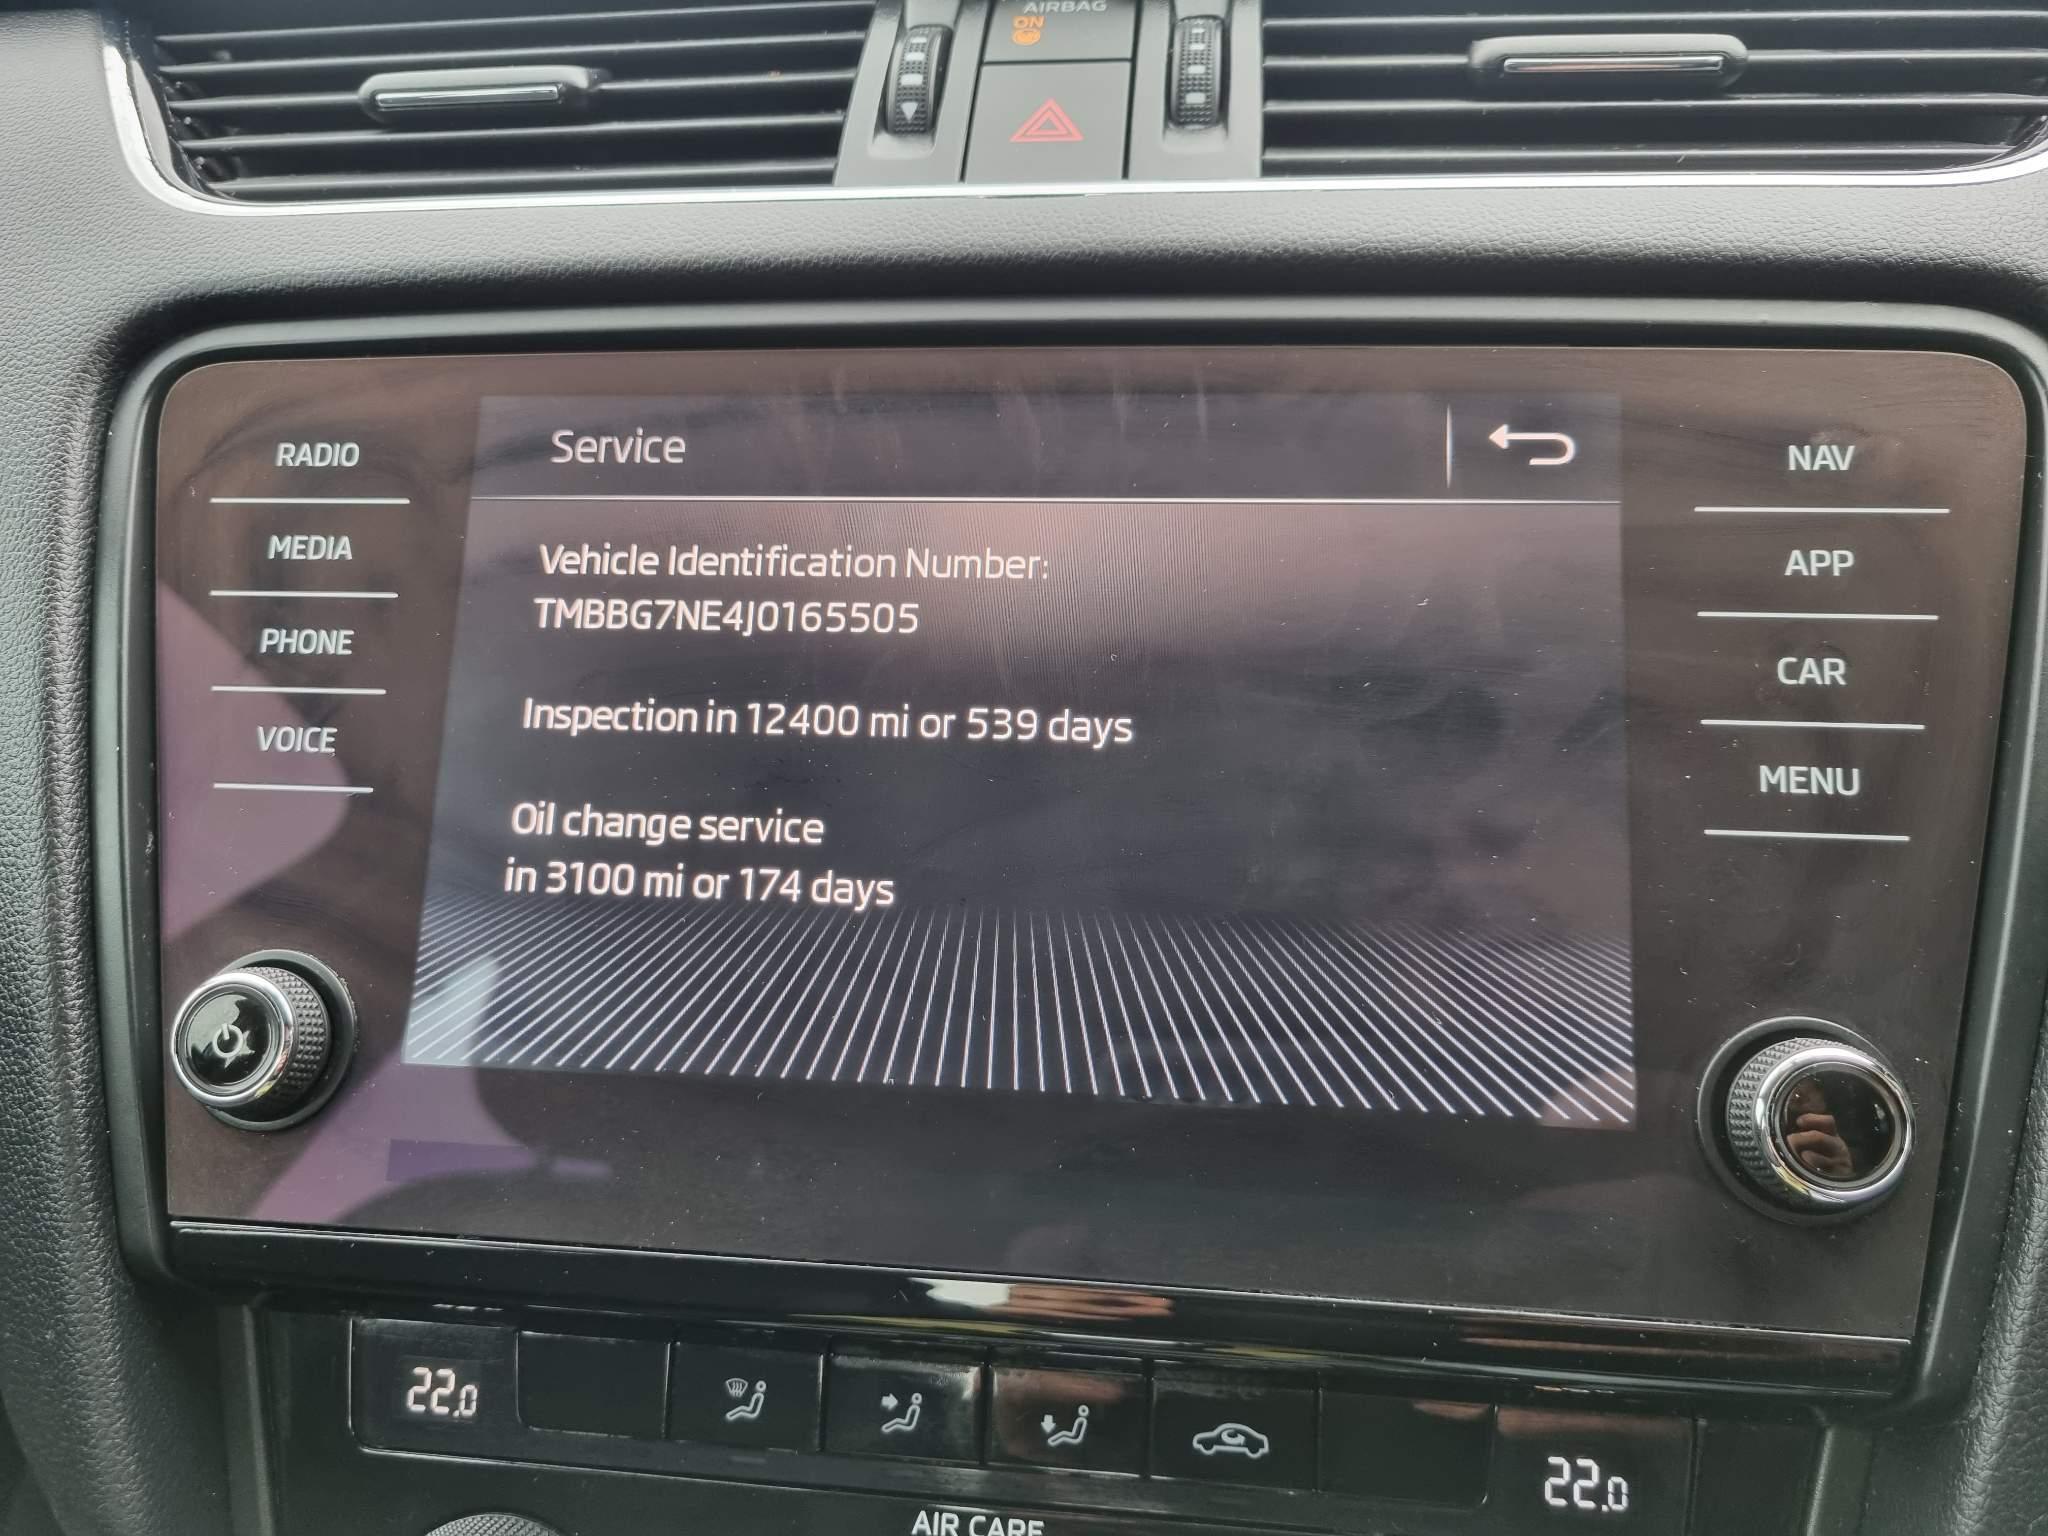 AIRBAG
ON
Service
RADIO
MEDIA
PHONE
VOICE
Vehicle Identification Number:
TMBBG7NE4J0165505
Inspection in 12400 mi or 539 days
Oil change service
in 3100 mi or 174 days
NAV
APP
CAR
MENU
22.0
22.0
AIR CARE